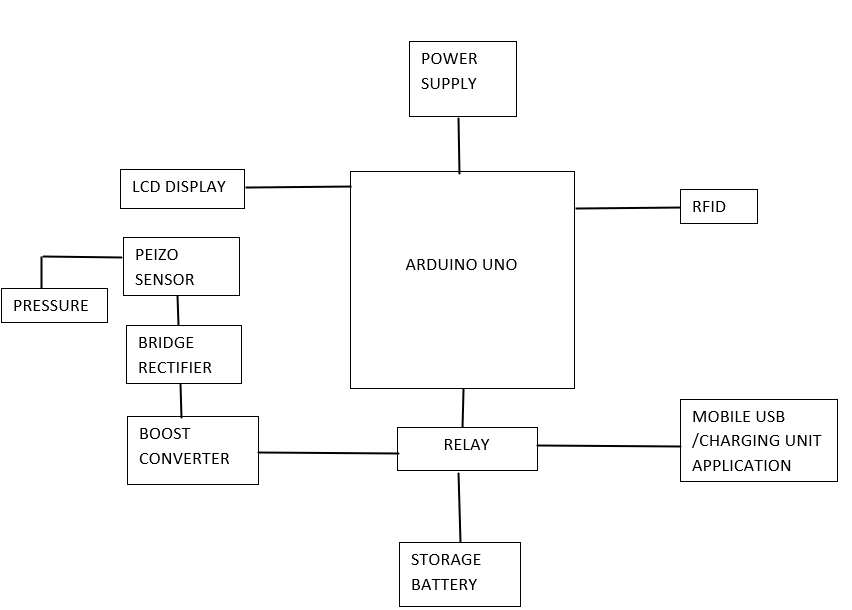 POWER
SUPPLY
LCD DISPLAY
RFID
ARDUINO UNO
PEIZO
SENSOR
PRESSURE
BRIDGE
RECTIFIER
BOOST
CONVERTER
RELAY
MOBILE USB
/CHARGING UNIT
APPLICATION
STORAGE
BATTERY